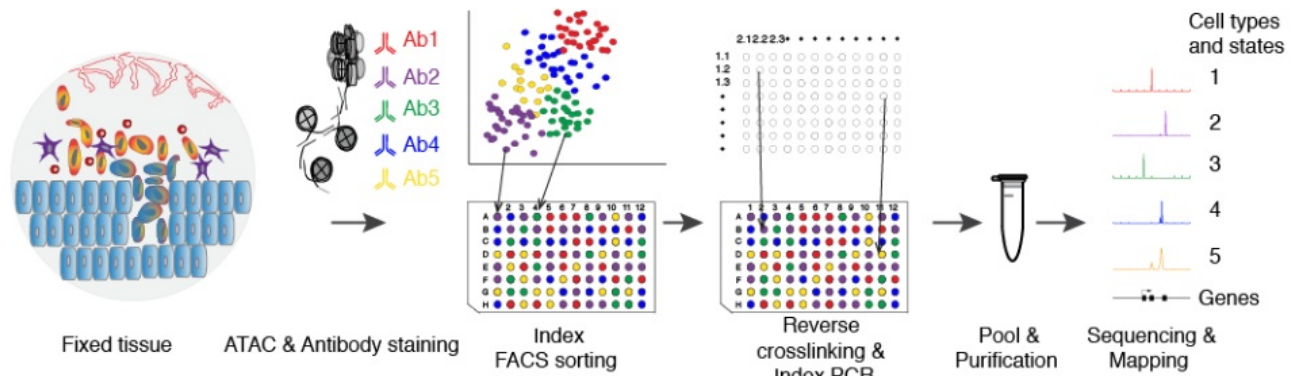 Ab1
Ab2
Ab3
Ab4
Ab5
1 2 3 4 5 6 7 8 9 10 11 12
A
B
C
D
E
F
G
H
2.1 2.2 2.3
1.1
1.2
1.3
1 2 3 4 5 6 7 8 9 10 11 12
A
B
C
D
E
F
G
H
Cell types
and states
1
2
3
4
5
Genes
Fixed tissue
ATAC & Antibody staining
Index
FACS sorting
Reverse
crosslinking &
Index PCR
Pool &
Purification
Sequencing &
Mapping